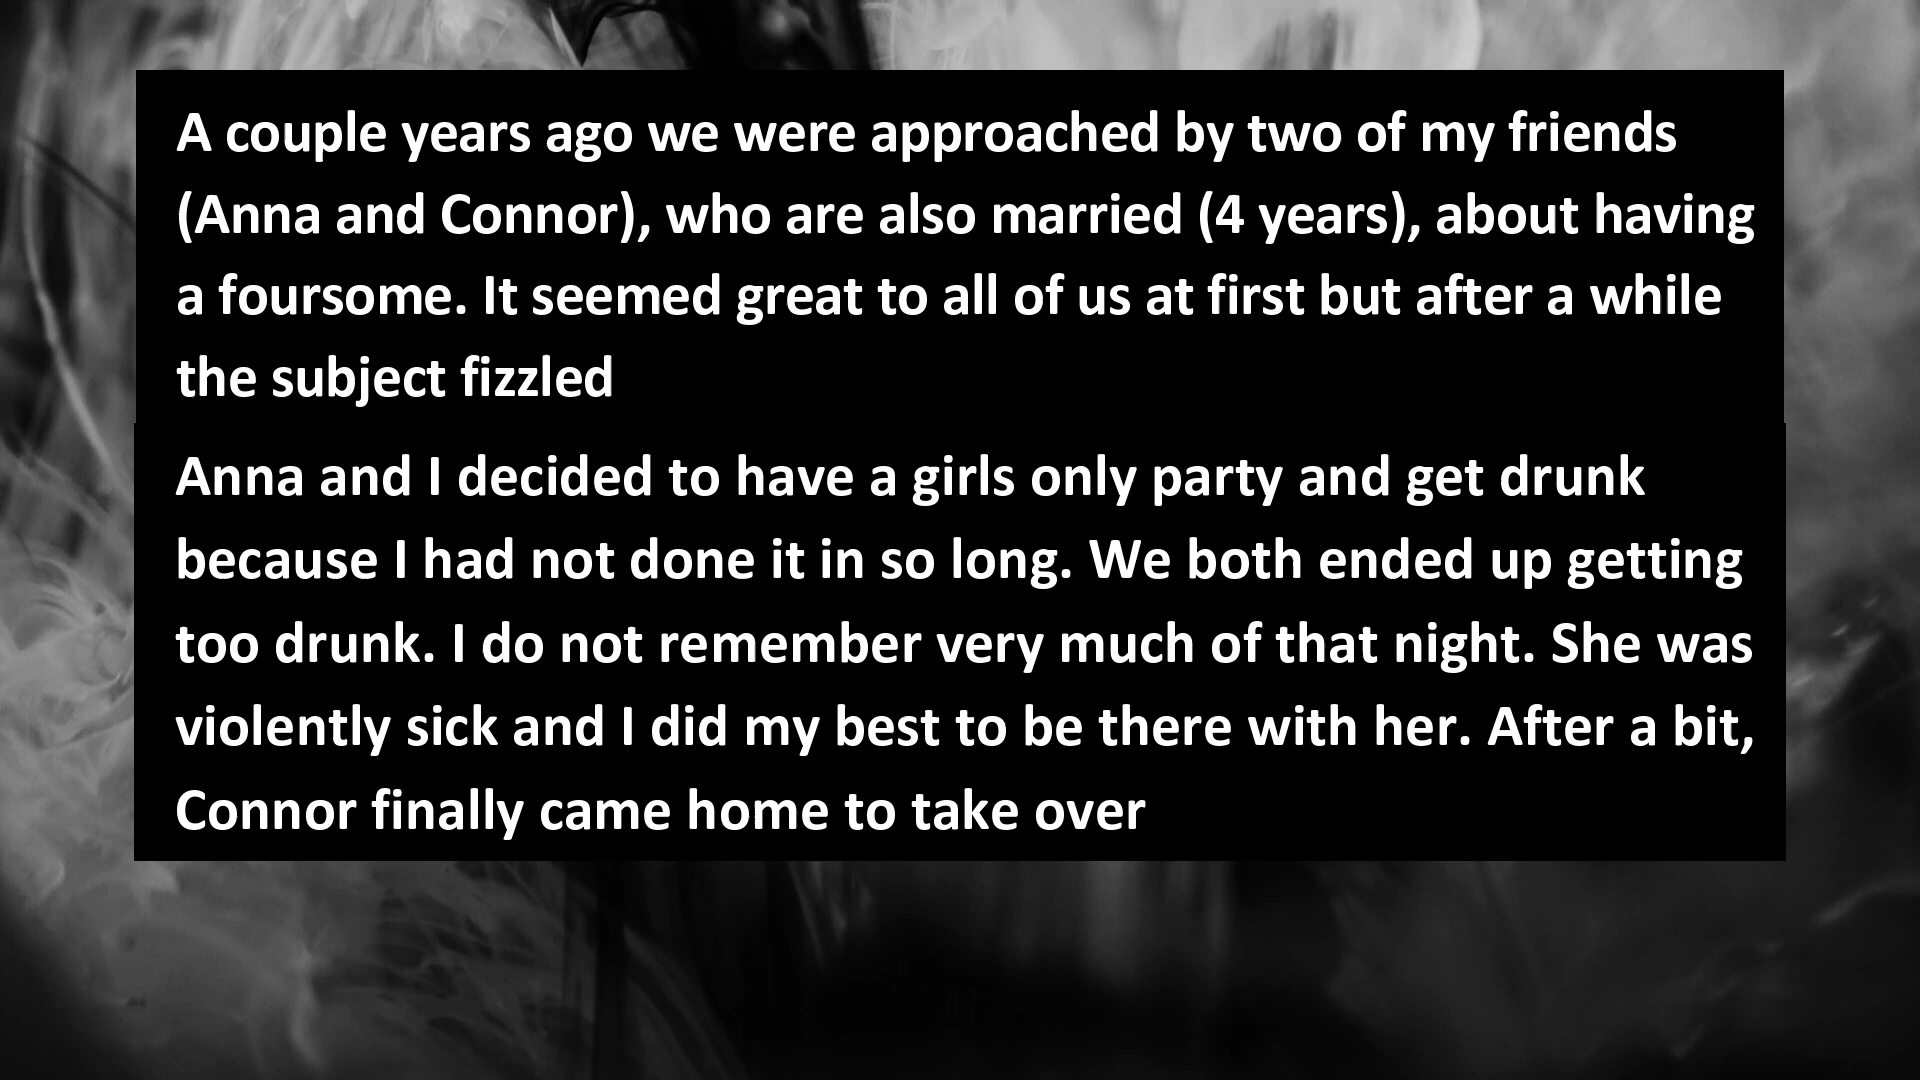 A couple years ago we were approached by two of my friends
(Anna and Connor), who are also married (4 years), about having
a foursome. It seemed great to all of us at first but after a while
the subject fizzled
Anna and I decided to have a girls only party and get drunk
because I had not done it in so long. We both ended up getting
too drunk. I do not remember very much of that night. She was
violently sick and I did my best to be there with her. After a bit,
Connor finally came home to take over